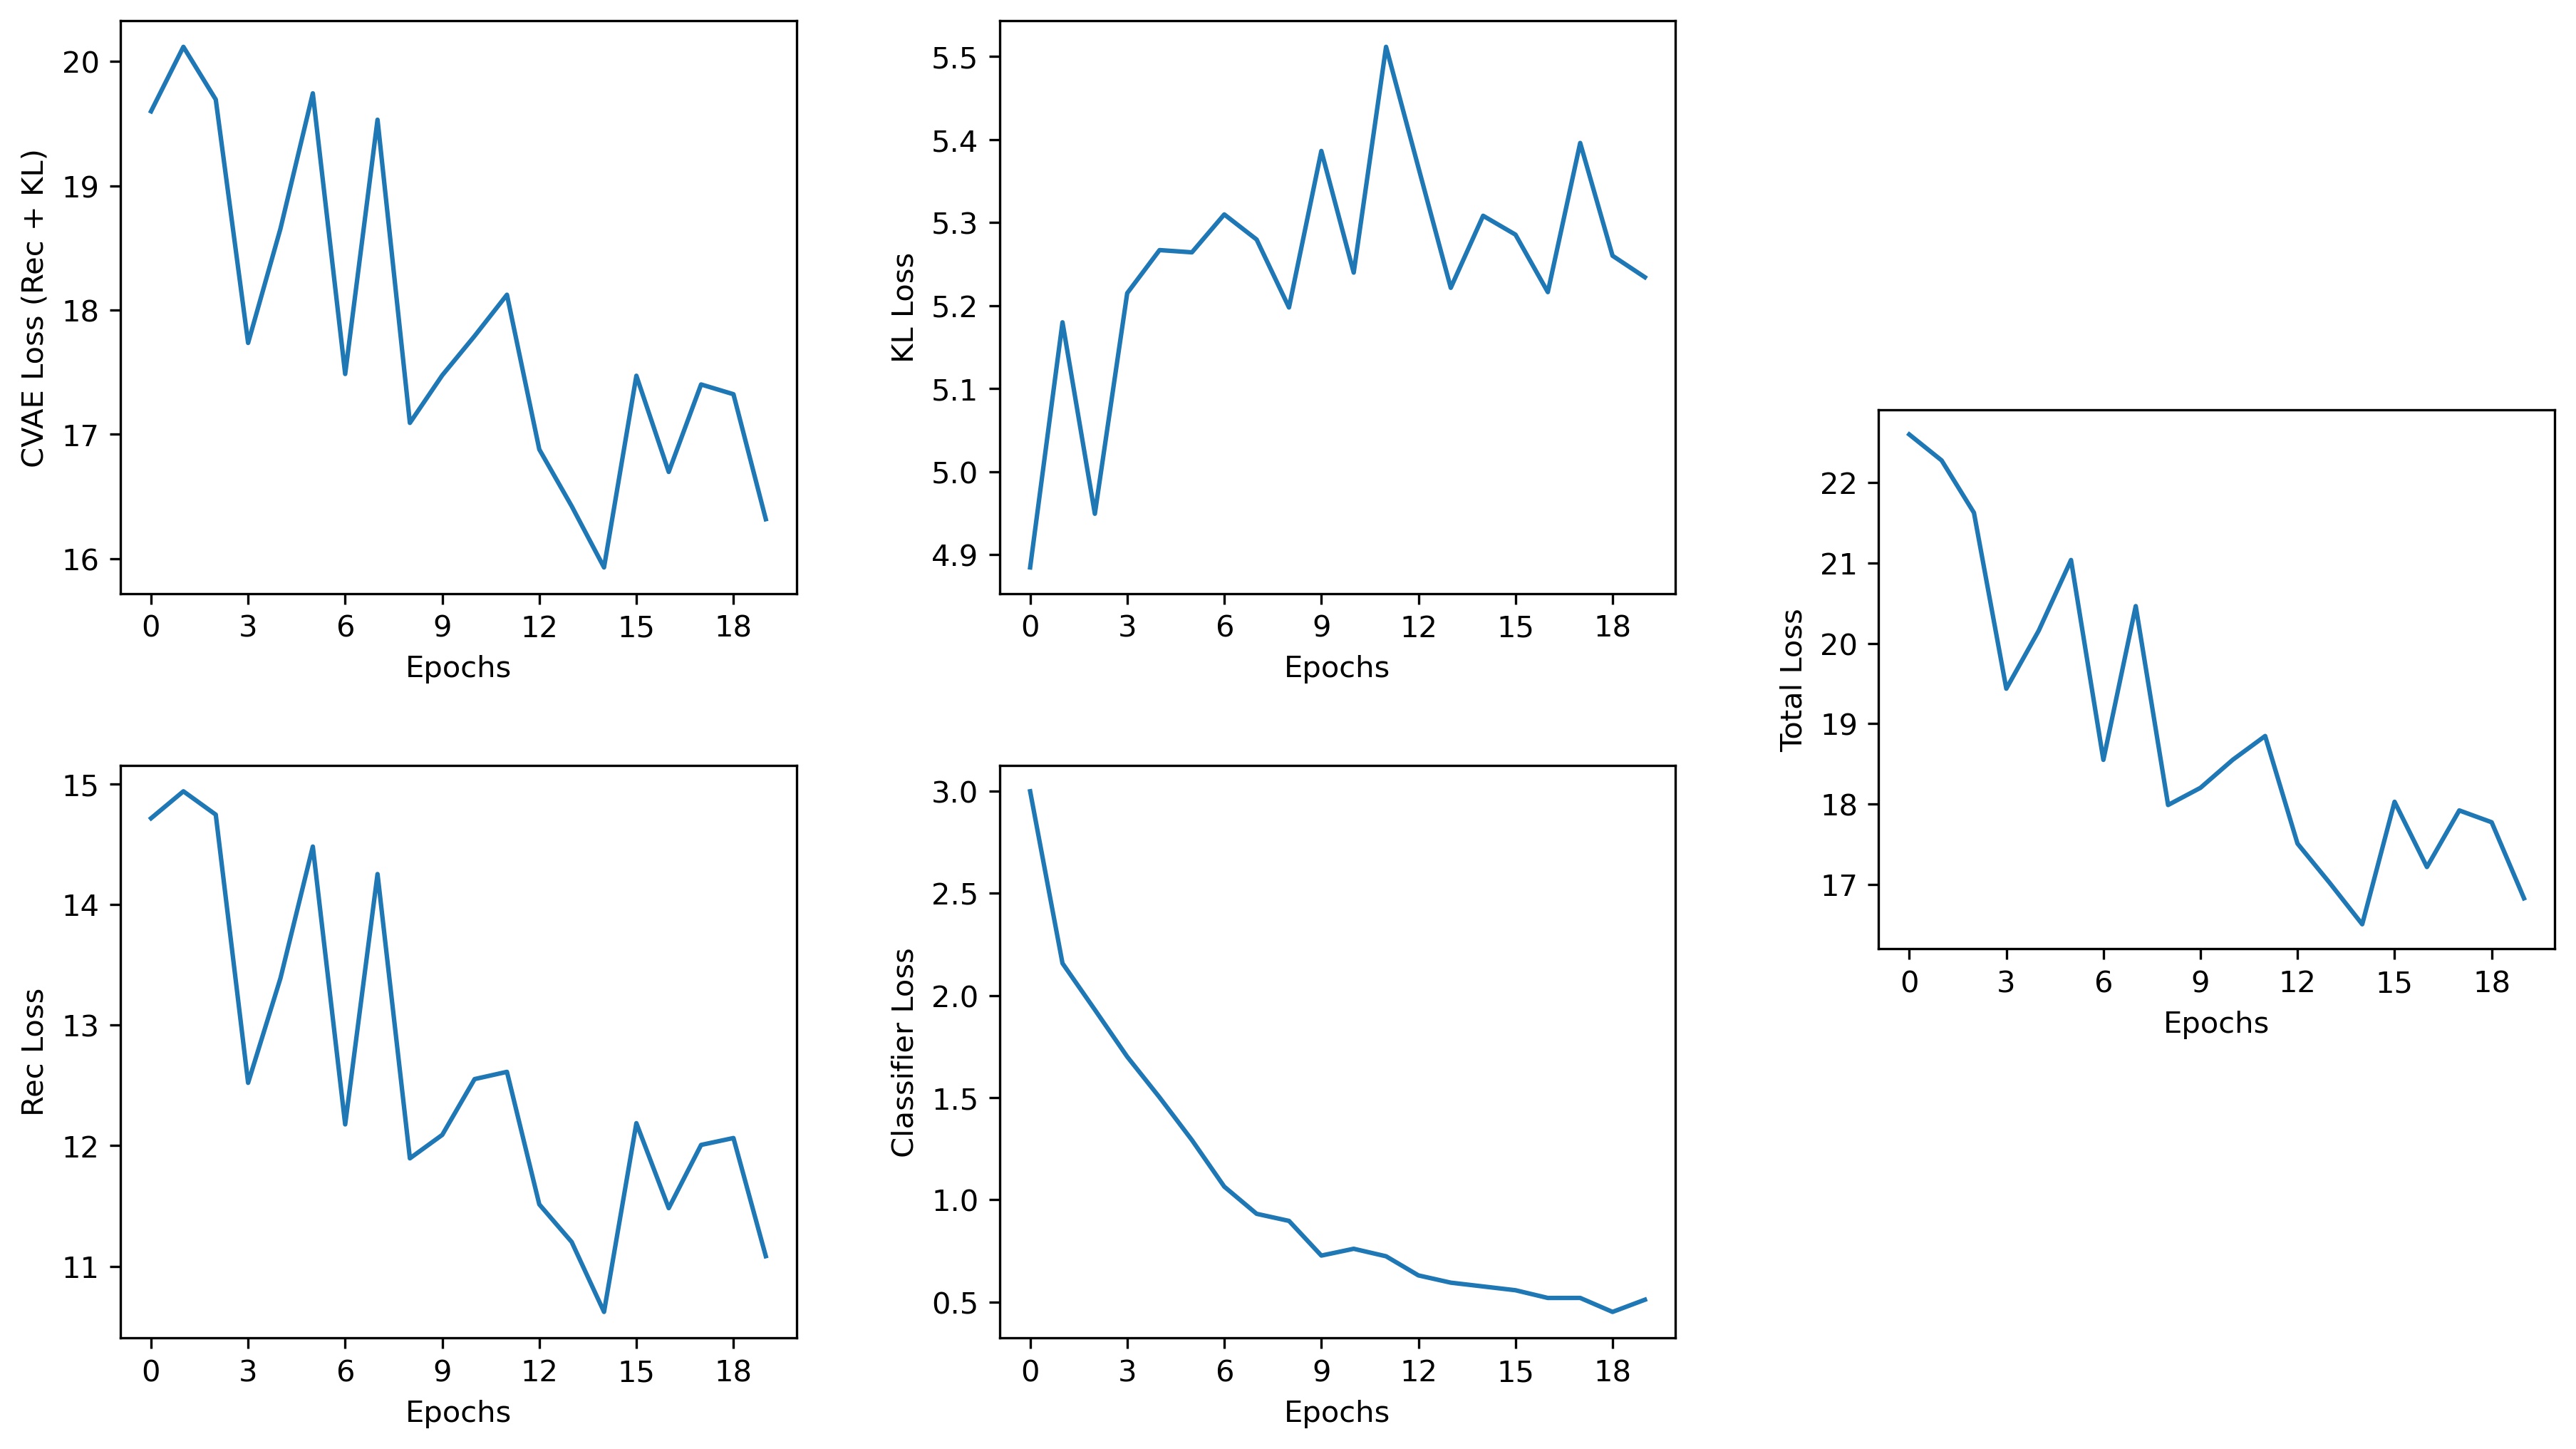 CVAE Loss (Rec + KL)
20
19
18
17
16
0 3 6 9 12 15 18
Epochs
KL Loss
5.5
5.4
5.3
5.2
5.1
5.0
4.9
0 3 6 9 12 15 18
Epochs
Rec Loss
15
14
13
12
11
0 3 6 9 12 15 18
Epochs
Classifier Loss
3.0
2.5
2.0
1.5
1.0
0.5
0 3 6 9 12 15 18
Epochs
Total Loss
22
21
20
19
18
17
0 3 6 9 12 15 18
Epochs